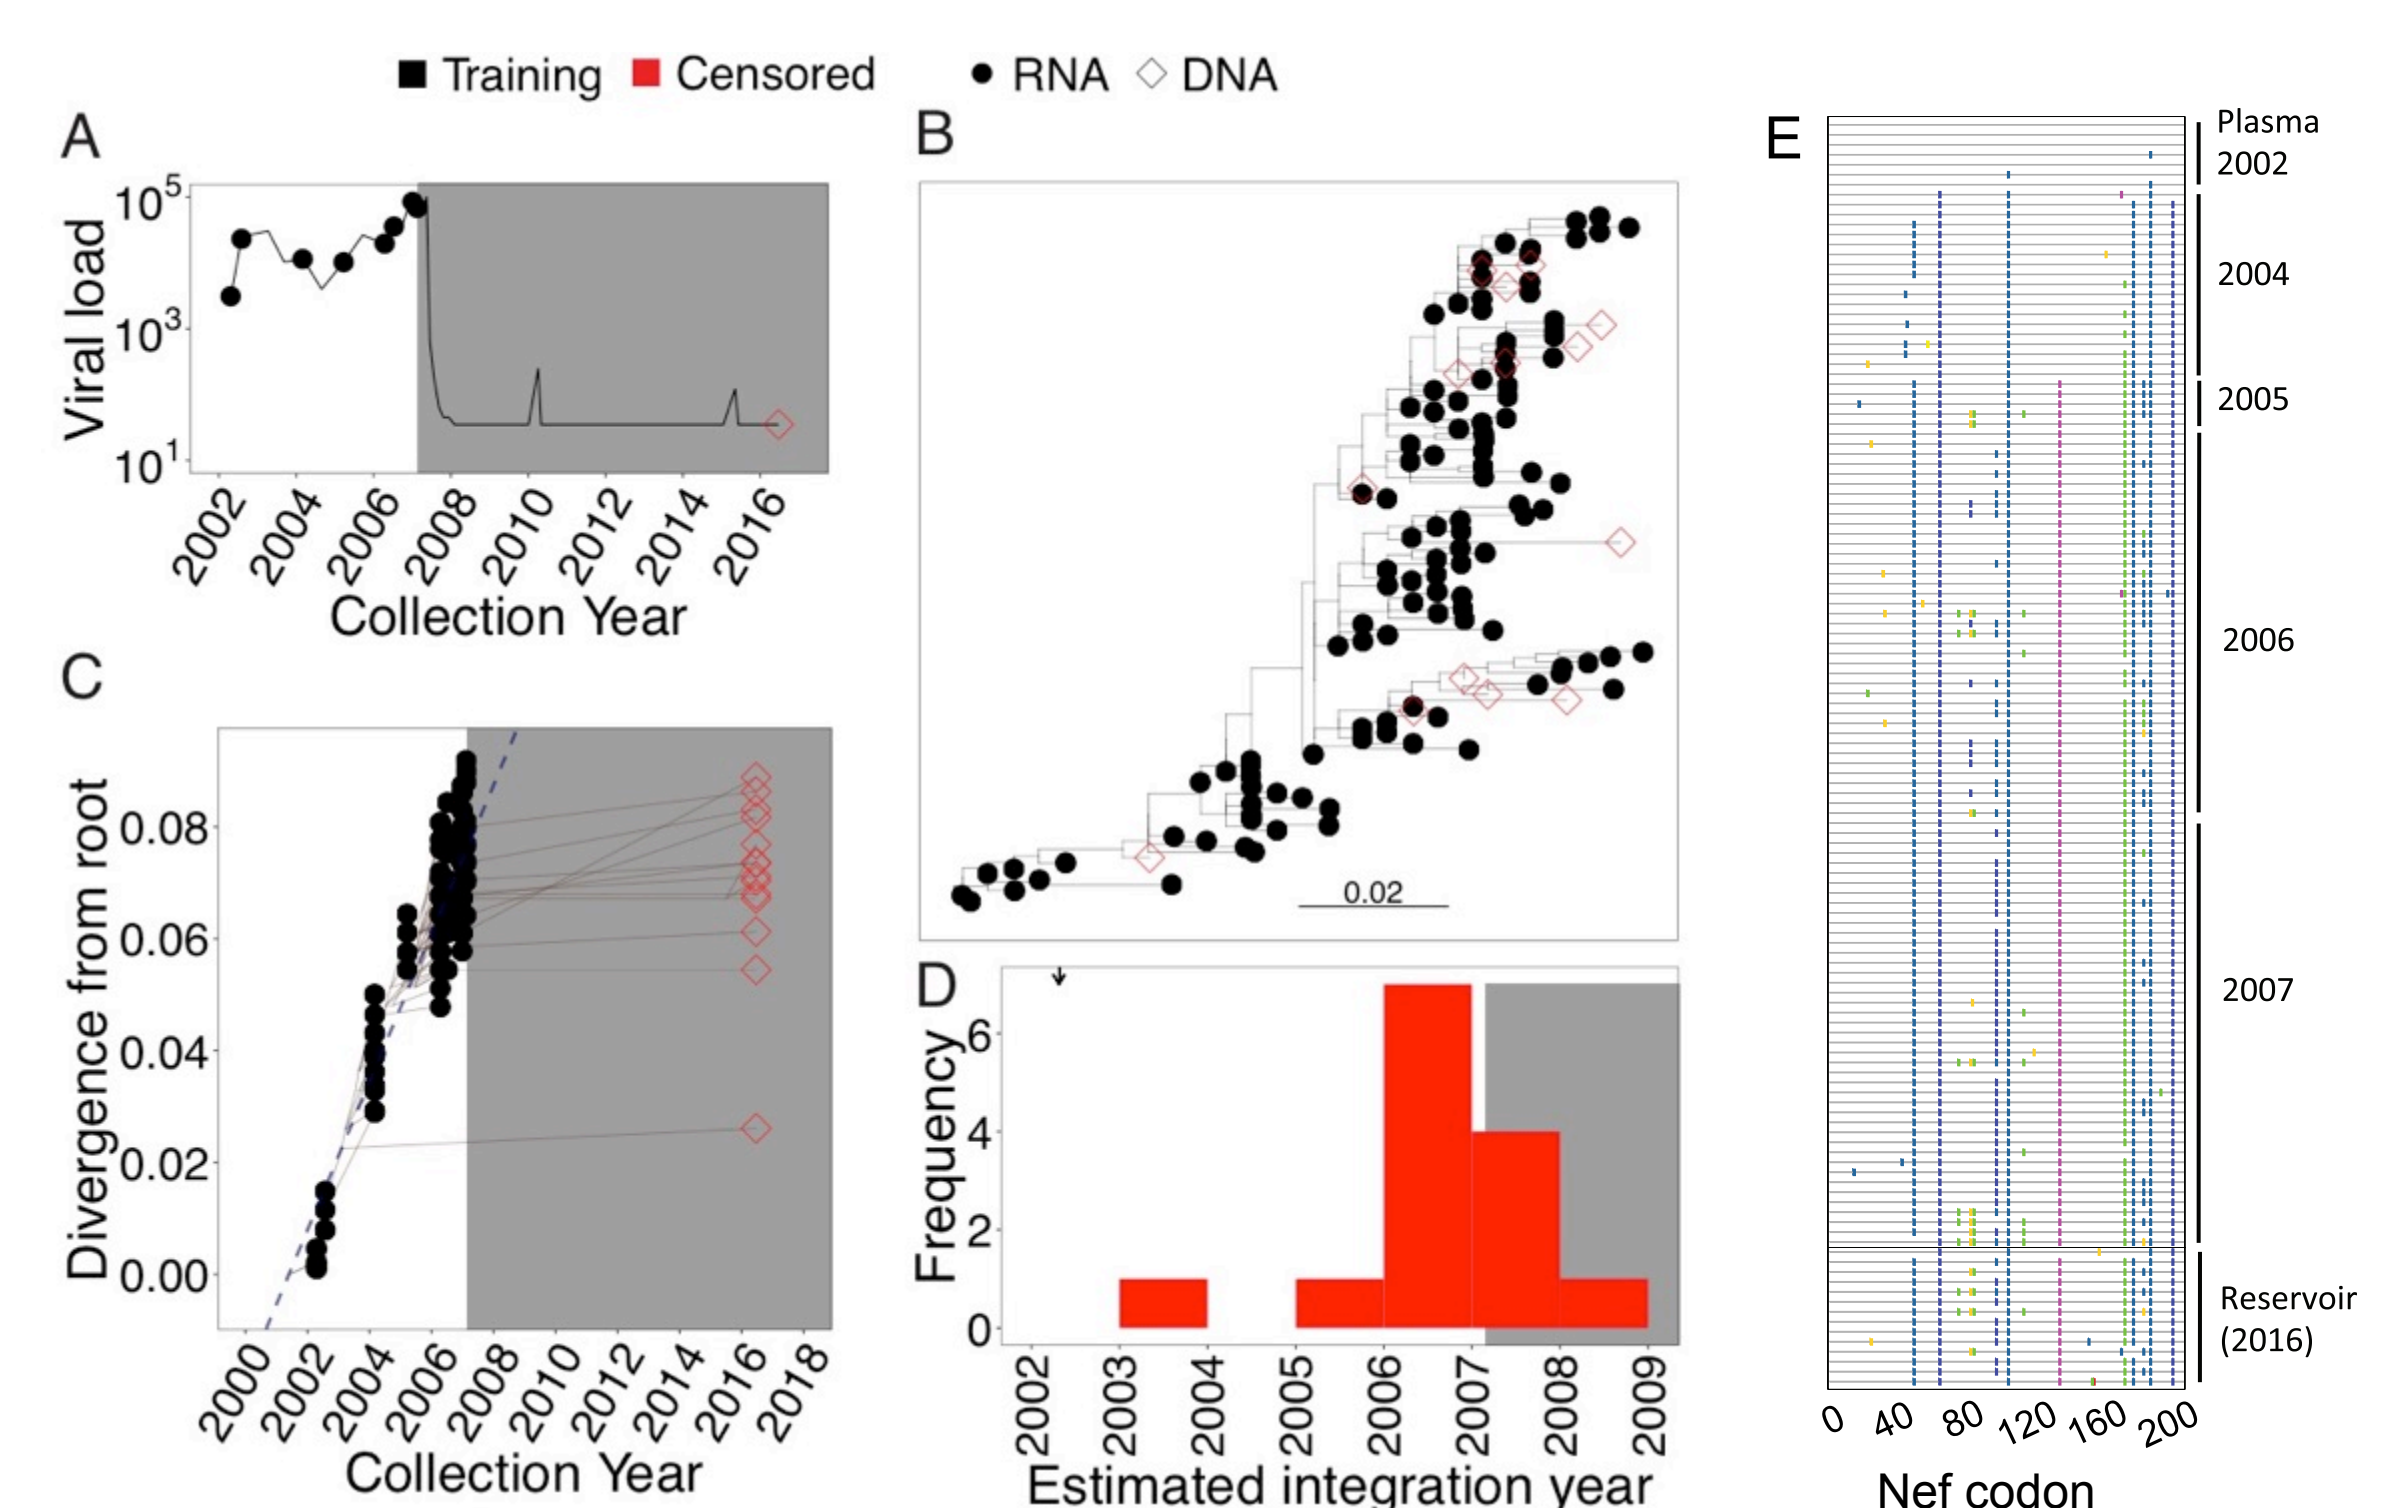 Training Censored RNA DNA
A
Viral load
10^5
10^3
10^1
2002 2004 2006 2008 2010 2012 2014 2016
Collection Year
B
0.02
C
Divergence from root
0.08
0.06
0.04
0.02
0.00
2000 2002 2004 2006 2008 2010 2012 2014 2016 2018
Collection Year
D
Frequency
6
4
2
0
2002 2003 2004 2005 2006 2007 2008 2009
Estimated integration year
E
Plasma
2002
2004
2005
2006
2007
Reservoir
(2016)
0 40 80 120 160 200
Nef codon